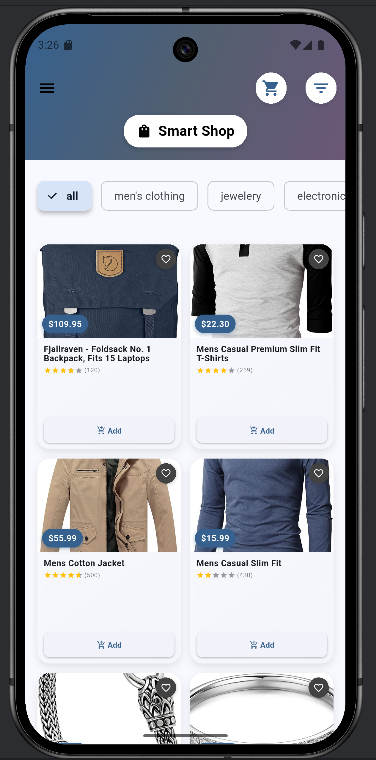 3:26
Smart Shop
all
men's clothing
jewelery
electronic
$109.95
Fjallraven - Foldsack No. 1
Backpack, Fits 15 Laptops
(120)
Add
$22.30
Mens Casual Premium Slim Fit
T-Shirts
(259)
Add
$55.99
Mens Cotton Jacket
(500)
Add
$15.99
Mens Casual Slim Fit
(430)
Add